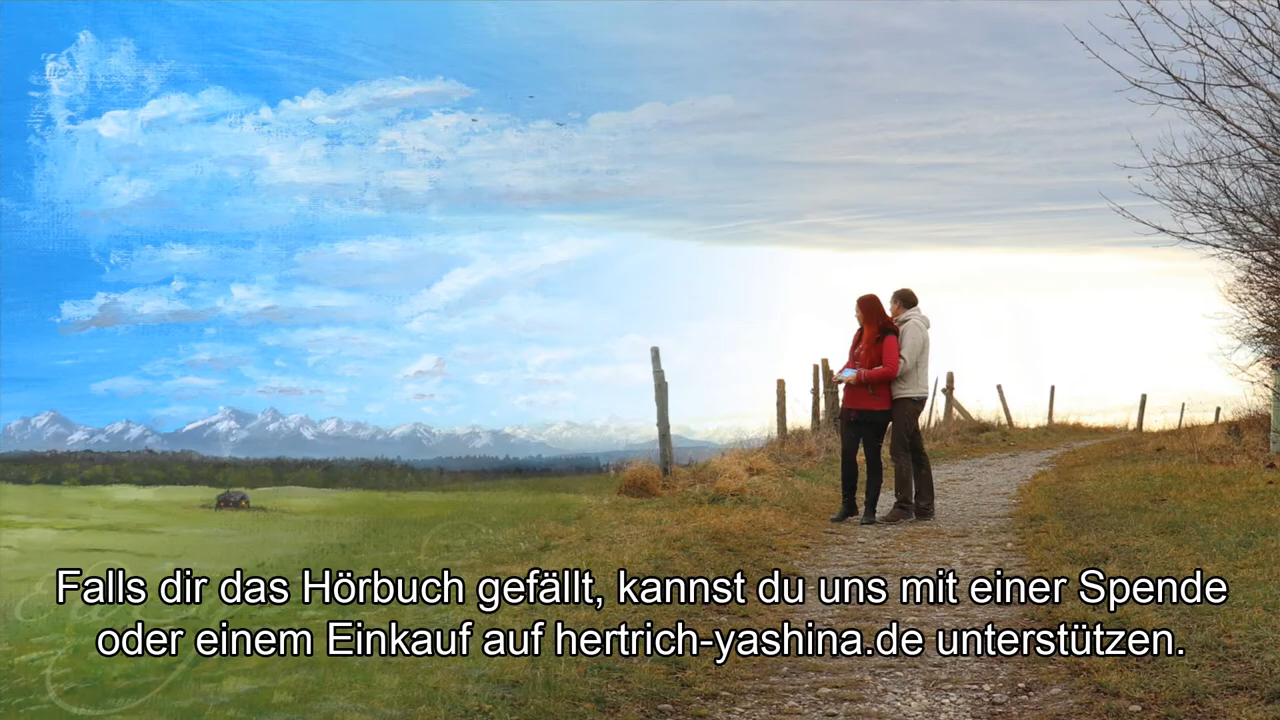 Falls dir das Hörbuch gefällt, kannst du uns mit einer Spende
oder einem Einkauf auf hertrich-yashina.de unterstützen.